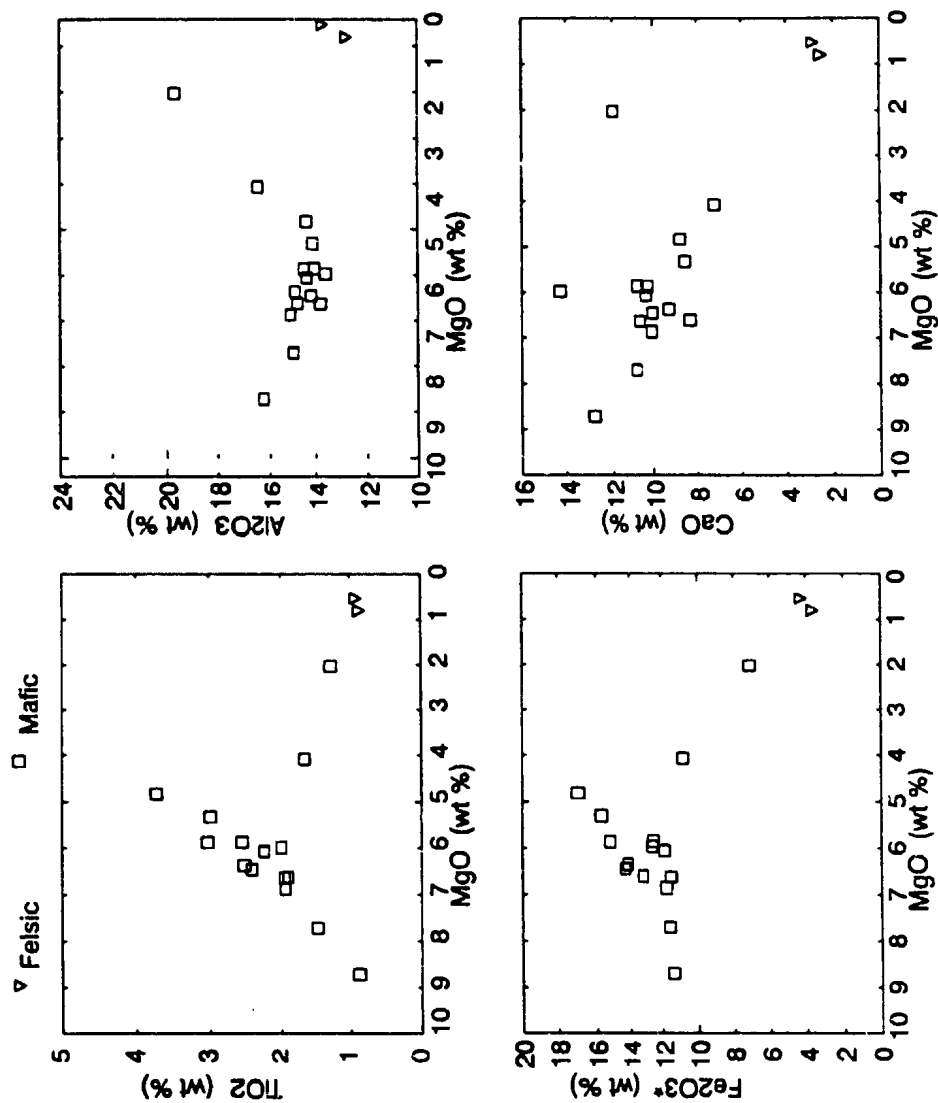 ▽ Felsic □ Mafic
5
4
3
2
1
0
TiO2 (wt %)
10 9 8 7 6 5 4 3 2 1 0
MgO (wt %)
24
22
20
18
16
14
12
10
Al2O3 (wt %)
10 9 8 7 6 5 4 3 2 1 0
MgO (wt %)
20
18
16
14
12
10
8
6
4
2
0
Fe2O3* (wt %)
10 9 8 7 6 5 4 3 2 1 0
MgO (wt %)
16
14
12
10
8
6
4
2
0
CaO (wt %)
10 9 8 7 6 5 4 3 2 1 0
MgO (wt %)